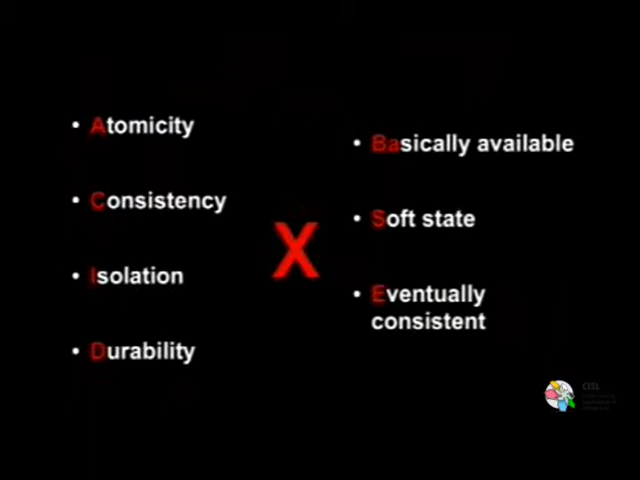 • Atomicity
• Consistency
• Isolation
• Durability
X
• Basically available
• Soft state
• Eventually
consistent
CISL